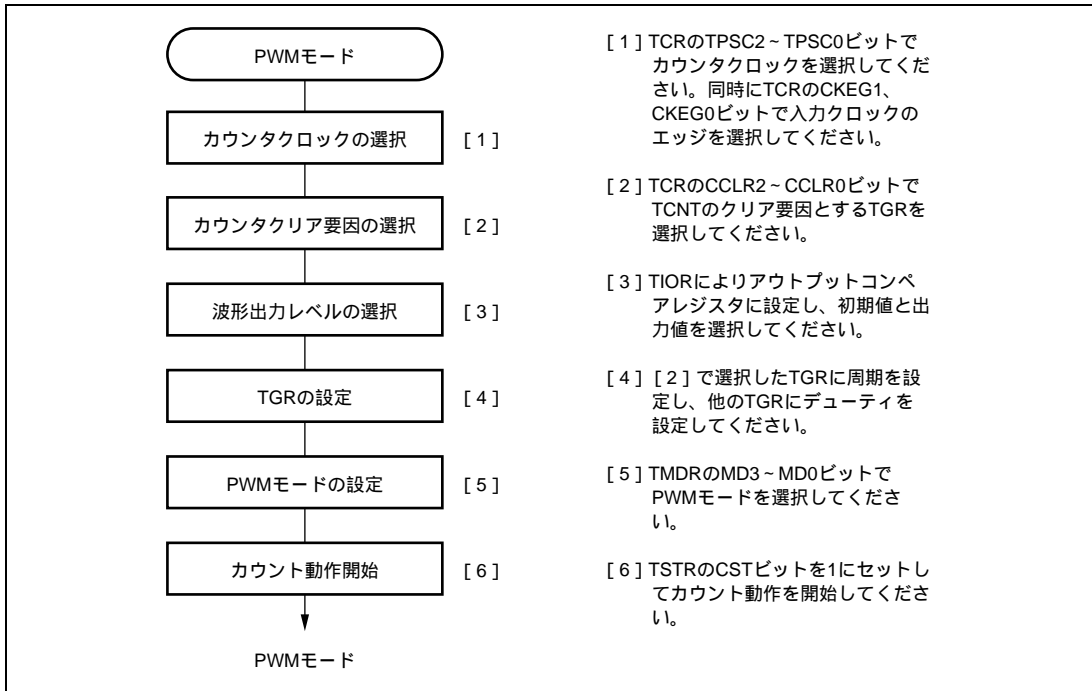 PWMモード
カウンタクロックの選択 [1]
カウンタクリア要因の選択 [2]
波形出力レベルの選択 [3]
TGRの設定 [4]
PWMモードの設定 [5]
カウント動作開始 [6]
PWMモード
[1] TCRのTPSC2~TPSC0ビットで
カウンタクロックを選択してくだ
さい。同時にTCRのCKEG1、
CKEG0ビットで入力クロックの
エッジを選択してください。
[2] TCRのCCLR2~CCLR0ビットで
TCNTのクリア要因とするTGRを
選択してください。
[3] TIORによりアウトプットコンペ
アレジスタに設定し、初期値と出
力値を選択してください。
[4] [2]で選択したTGRに周期を設
定し、他のTGRにデューティを
設定してください。
[5] TMDRのMD3~MD0ビットで
PWMモードを選択してくださ
い。
[6] TSTRのCSTビットを1にセットし
てカウント動作を開始してくださ
い。